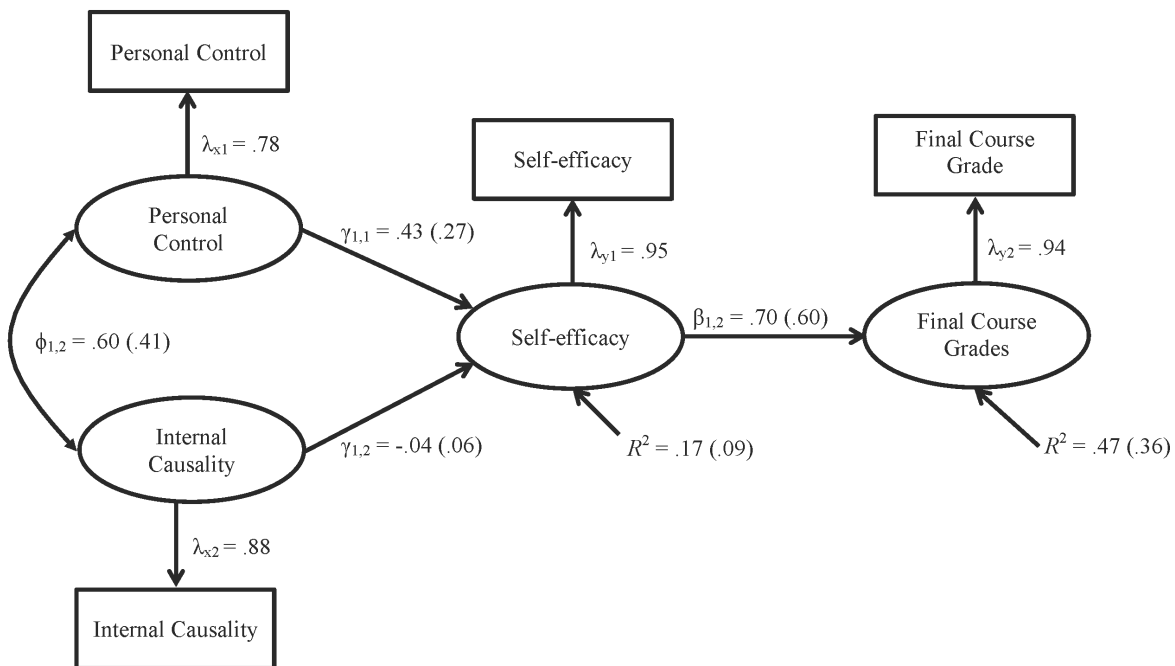 Personal Control
λx1 = .78
Personal
Control
γ1,1 = .43 (.27)
ϕ1,2 = .60 (.41)
Internal
Causality
γ1,2 = -.04 (.06)
λx2 = .88
Internal Causality
Self-efficacy
λy1 = .95
Self-efficacy
R² = .17 (.09)
β1,2 = .70 (.60)
Final Course
Grade
λy2 = .94
Final Course
Grades
R² = .47 (.36)